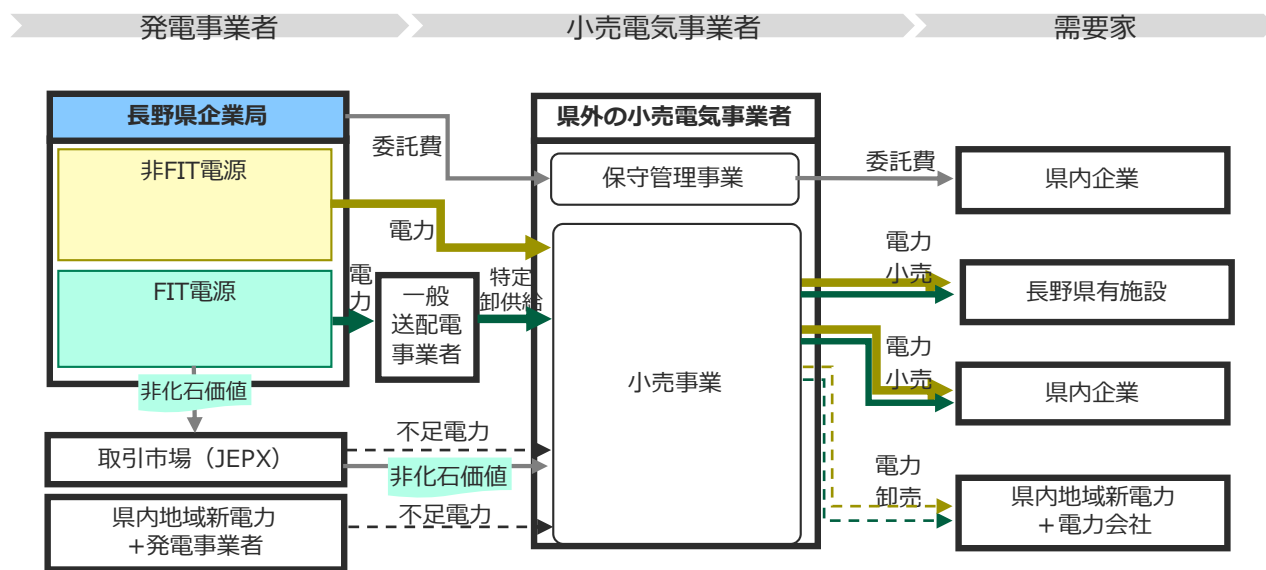 発電事業者
小売電気事業者
需要家
長野県企業局
非FIT電源
FIT電源
委託費
電力
電
力
一般
送配電
事業者
特定
卸供給
非化石価値
取引市場（JEPX）
県内地域新電力
+発電事業者
不足電力
非化石価値
不足電力
県外の小売電気事業者
保守管理事業
小売事業
委託費
県内企業
電力
小売
長野県有施設
電力
小売
県内企業
電力
卸売
県内地域新電力
+電力会社